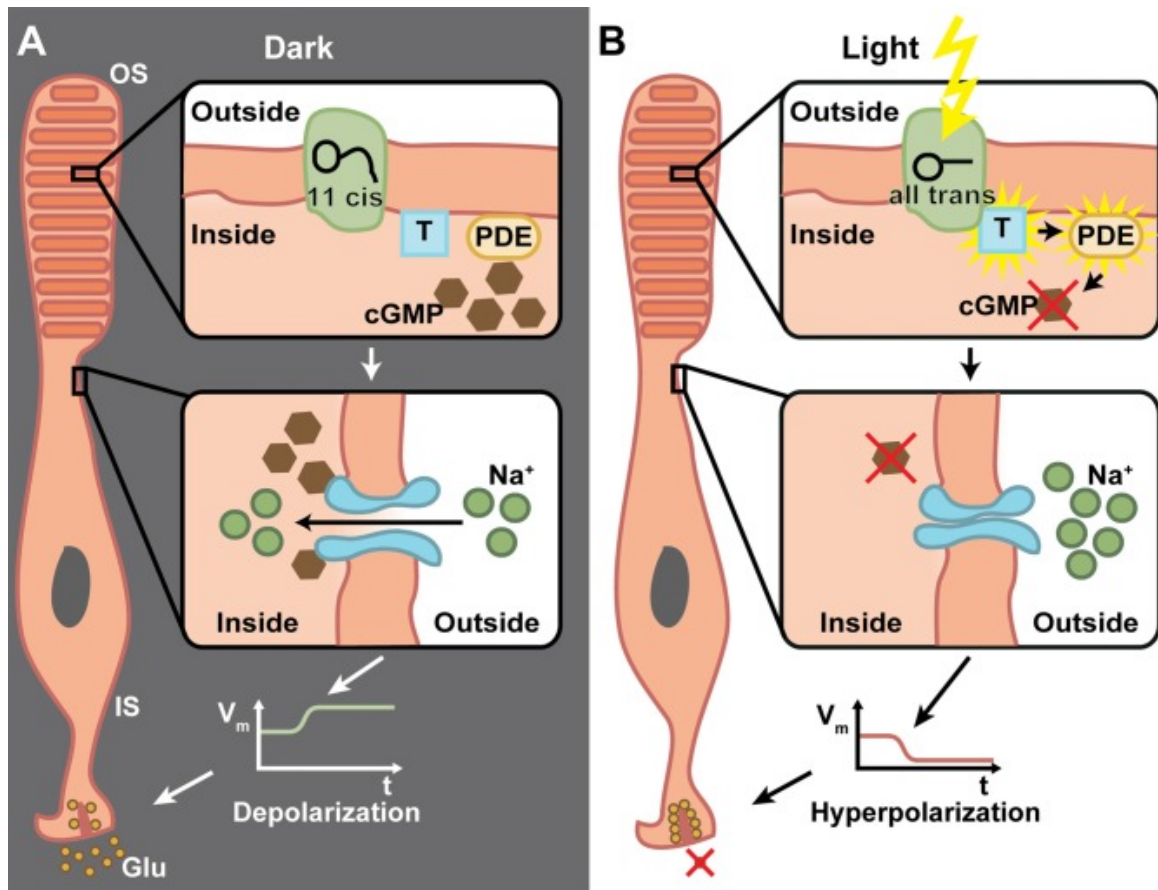 A
Dark
OS
Outside
11 cis
Inside
T
PDE
cGMP
Na⁺
Inside
Outside
IS
Vm
t
Depolarization
Glu
B
Light
Outside
all trans
Inside
T
PDE
cGMP
Na⁺
Inside
Outside
Vm
t
Hyperpolarization